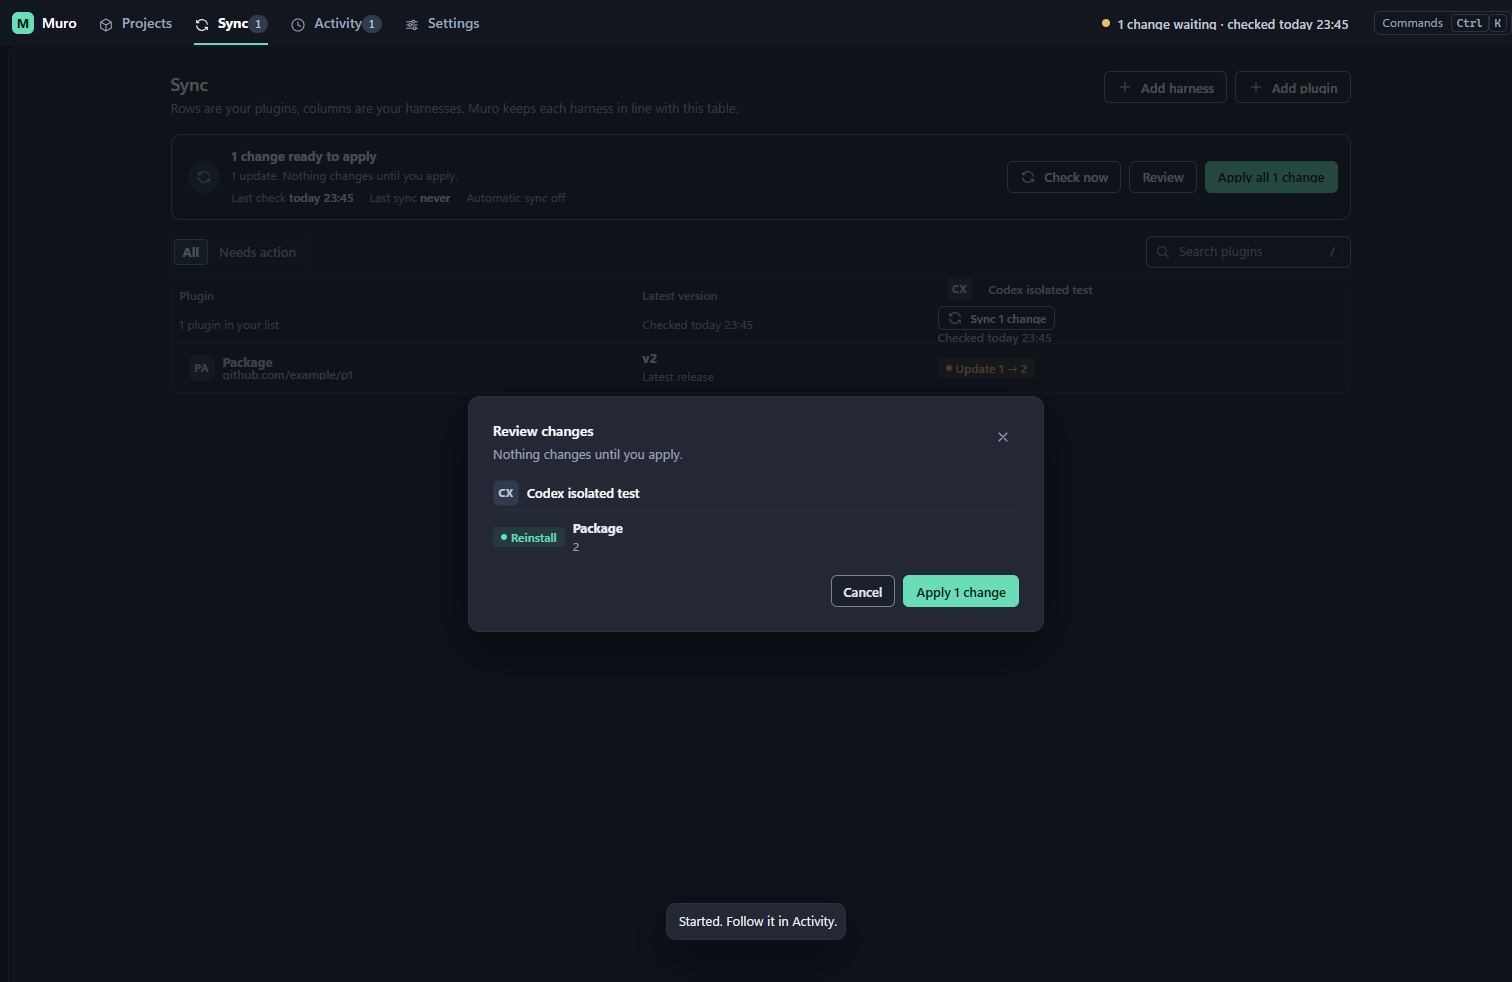 M Muro Projects Sync 1 Activity 1 Settings 1 change waiting · checked today 23:45 Commands Ctrl K
Sync
Rows are your plugins, columns are your harnesses. Muro keeps each harness in line with this table.
+ Add harness + Add plugin
1 change ready to apply
1 update. Nothing changes until you apply.
Last check today 23:45 Last sync never Automatic sync off
Check now Review Apply all 1 change
All Needs action Search plugins /
Plugin Latest version CX Codex isolated test
1 plugin in your list Checked today 23:45 Sync 1 change
Checked today 23:45
PA Package v2 Update 1 → 2
github.com/example/p1 Latest release
Review changes
Nothing changes until you apply.
CX Codex isolated test
Reinstall Package
2
Cancel Apply 1 change
Started. Follow it in Activity.